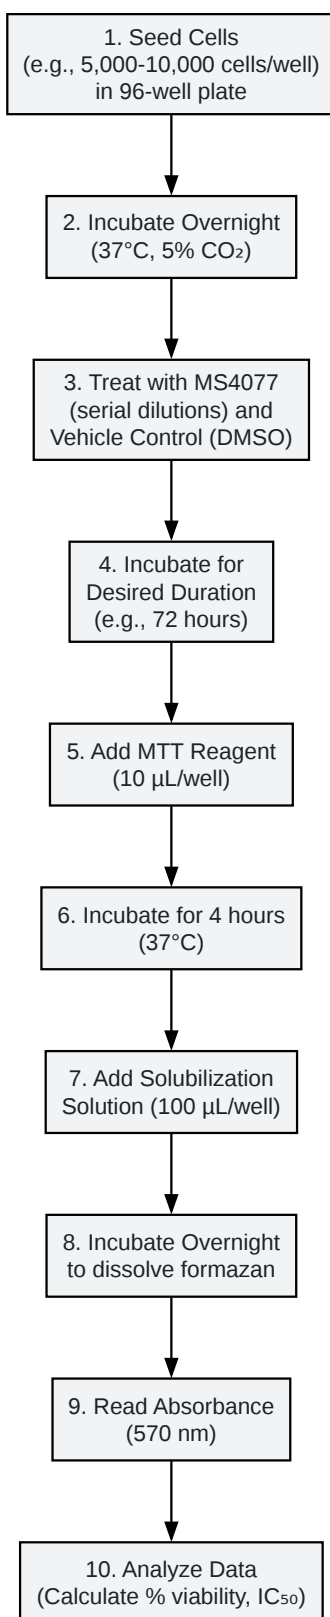 1. Seed Cells
(e.g., 5,000-10,000 cells/well)
in 96-well plate
2. Incubate Overnight
(37°C, 5% CO₂)
3. Treat with MS4077
(serial dilutions) and
Vehicle Control (DMSO)
4. Incubate for
Desired Duration
(e.g., 72 hours)
5. Add MTT Reagent
(10 µL/well)
6. Incubate for 4 hours
(37°C)
7. Add Solubilization
Solution (100 µL/well)
8. Incubate Overnight
to dissolve formazan
9. Read Absorbance
(570 nm)
10. Analyze Data
(Calculate % viability, IC₅₀)